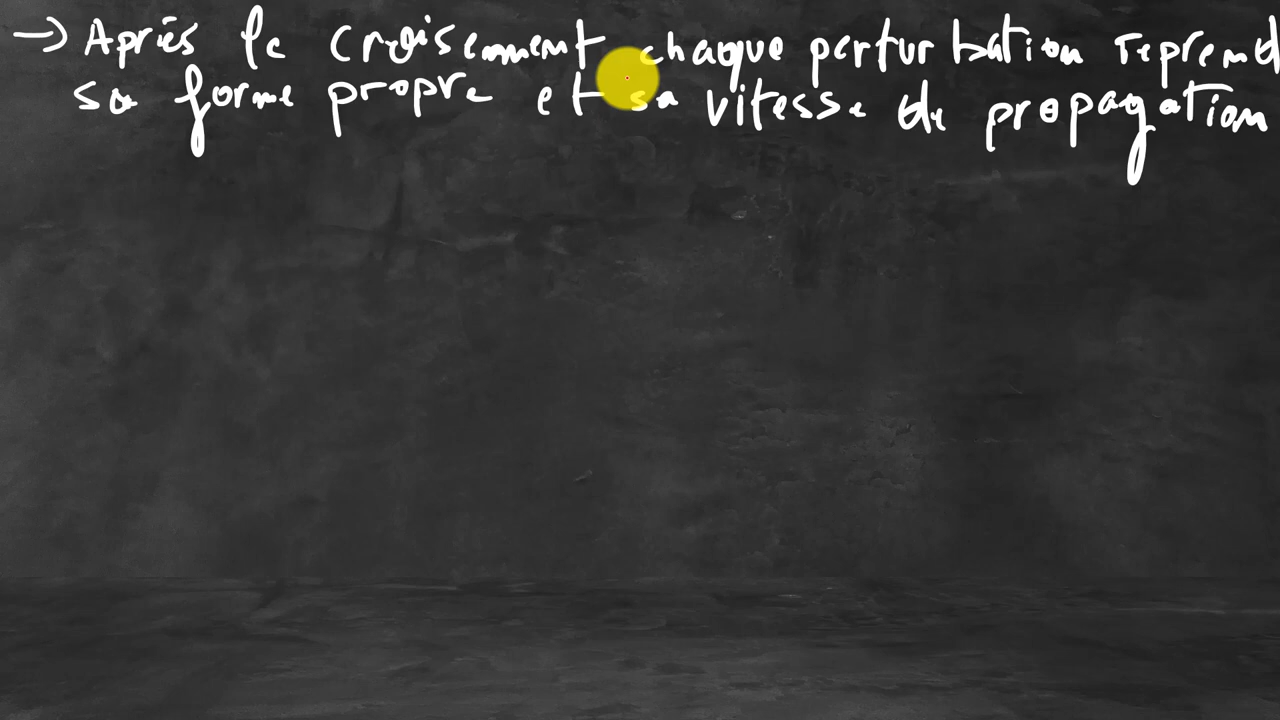 → Après le croisement chaque perturbation reprend
sa forme propre et sa vitesse de propagation